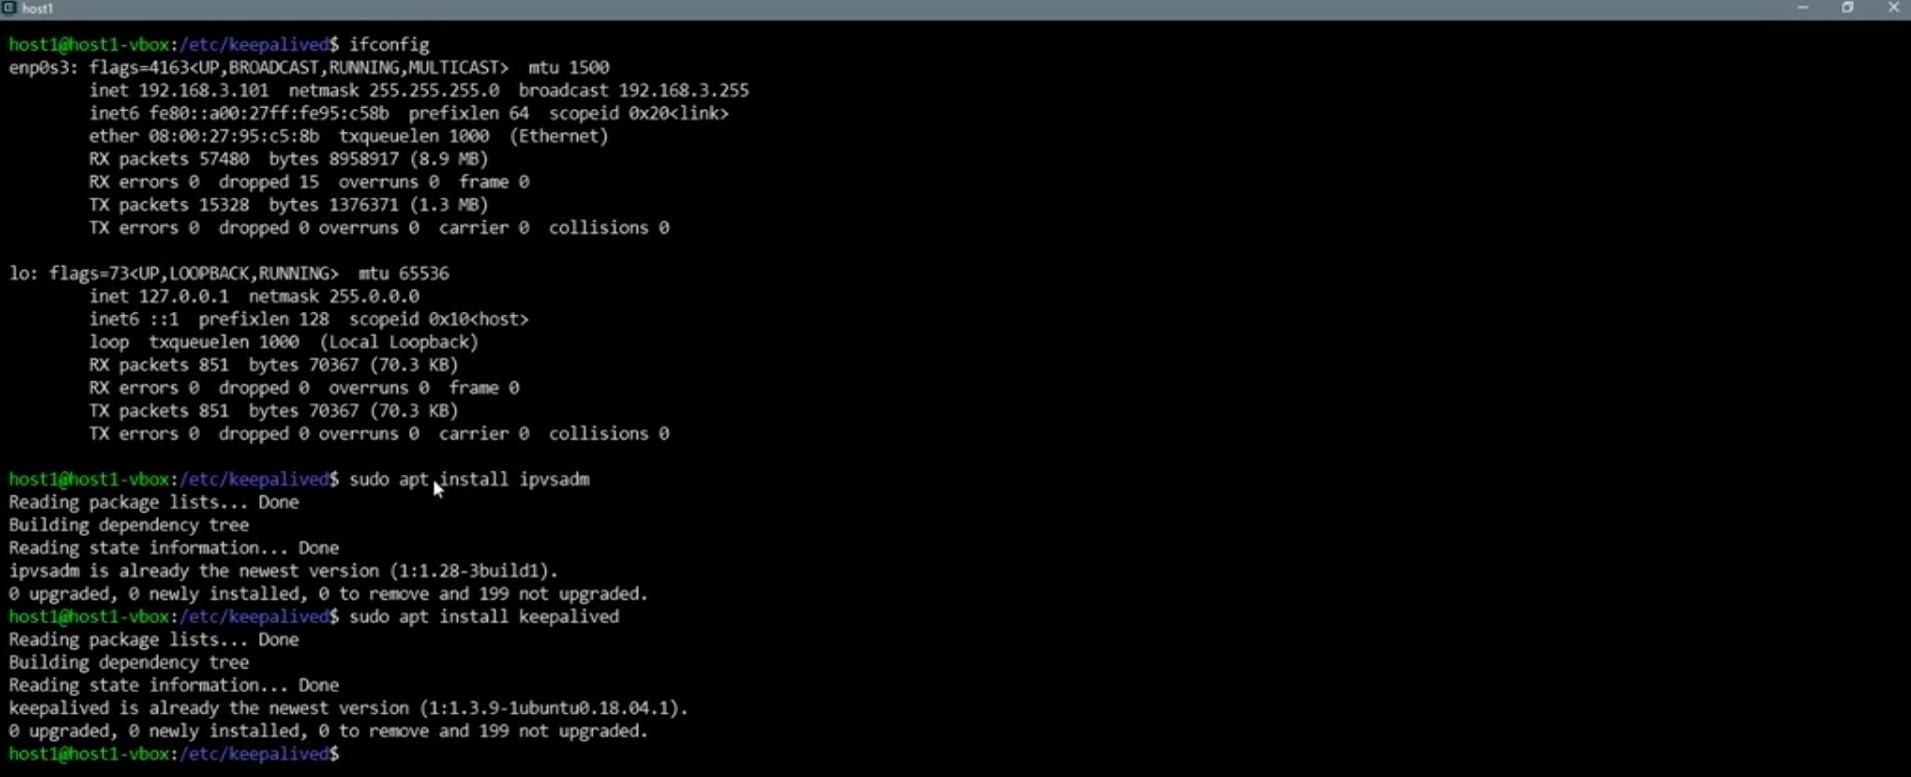 host1
host1@host1-vbox:/etc/keepalived$ ifconfig
enp0s3: flags=4163<UP,BROADCAST,RUNNING,MULTICAST>  mtu 1500
        inet 192.168.3.101  netmask 255.255.255.0  broadcast 192.168.3.255
        inet6 fe80::a00:27ff:fe95:c58b  prefixlen 64  scopeid 0x20<link>
        ether 08:00:27:95:c5:8b  txqueuelen 1000  (Ethernet)
        RX packets 57480  bytes 8958917 (8.9 MB)
        RX errors 0  dropped 15  overruns 0  frame 0
        TX packets 15328  bytes 1376371 (1.3 MB)
        TX errors 0  dropped 0 overruns 0  carrier 0  collisions 0
lo: flags=73<UP,LOOPBACK,RUNNING>  mtu 65536
        inet 127.0.0.1  netmask 255.0.0.0
        inet6 ::1  prefixlen 128  scopeid 0x10<host>
        loop  txqueuelen 1000  (Local Loopback)
        RX packets 851  bytes 70367 (70.3 KB)
        RX errors 0  dropped 0  overruns 0  frame 0
        TX packets 851  bytes 70367 (70.3 KB)
        TX errors 0  dropped 0 overruns 0  carrier 0  collisions 0
host1@host1-vbox:/etc/keepalived$ sudo apt install ipvsadm
Reading package lists... Done
Building dependency tree
Reading state information... Done
ipvsadm is already the newest version (1:1.28-3build1).
0 upgraded, 0 newly installed, 0 to remove and 199 not upgraded.
host1@host1-vbox:/etc/keepalived$ sudo apt install keepalived
Reading package lists... Done
Building dependency tree
Reading state information... Done
keepalived is already the newest version (1:1.3.9-1ubuntu0.18.04.1).
0 upgraded, 0 newly installed, 0 to remove and 199 not upgraded.
host1@host1-vbox:/etc/keepalived$